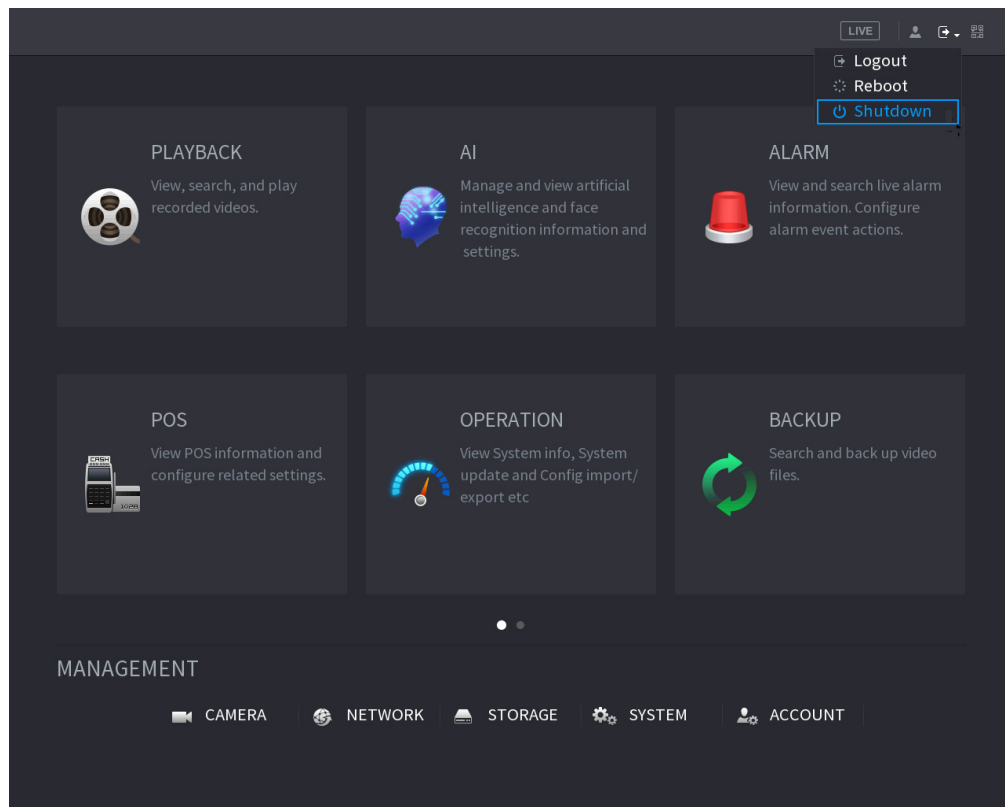 LIVE
Logout
Reboot
Shutdown
PLAYBACK
View, search, and play
recorded videos.
AI
Manage and view artificial
intelligence and face
recognition information and
settings.
ALARM
View and search live alarm
information. Configure
alarm event actions.
POS
View POS information and
configure related settings.
CASH
OPERATION
View System info, System
update and Config import/
export etc
BACKUP
Search and back up video
files.
MANAGEMENT
CAMERA
NETWORK
STORAGE
SYSTEM
ACCOUNT